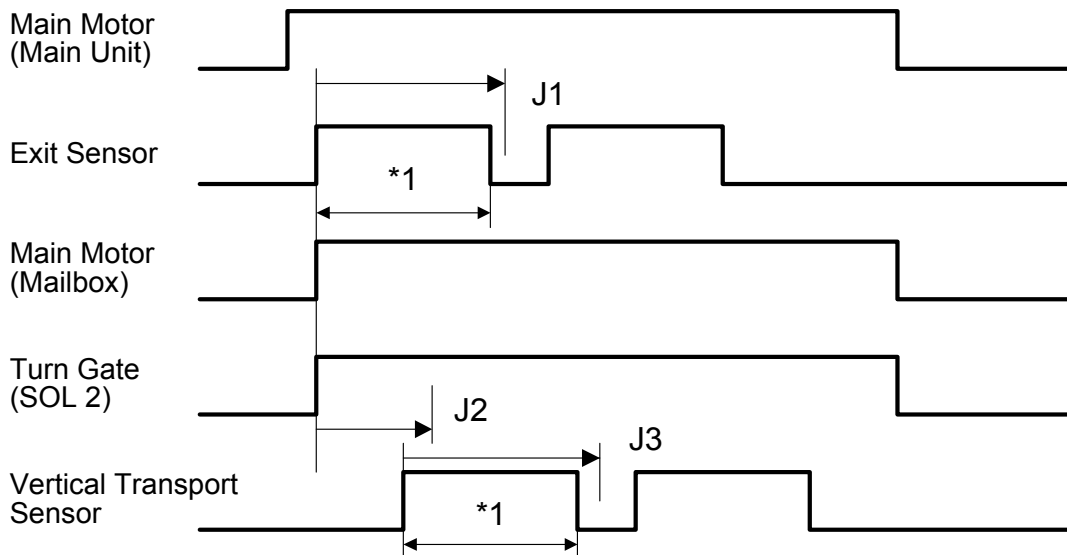 Main Motor
(Main Unit)
J1
Exit Sensor
*1
Main Motor
(Mailbox)
Turn Gate
(SOL 2)
J2
J3
Vertical Transport
Sensor
*1